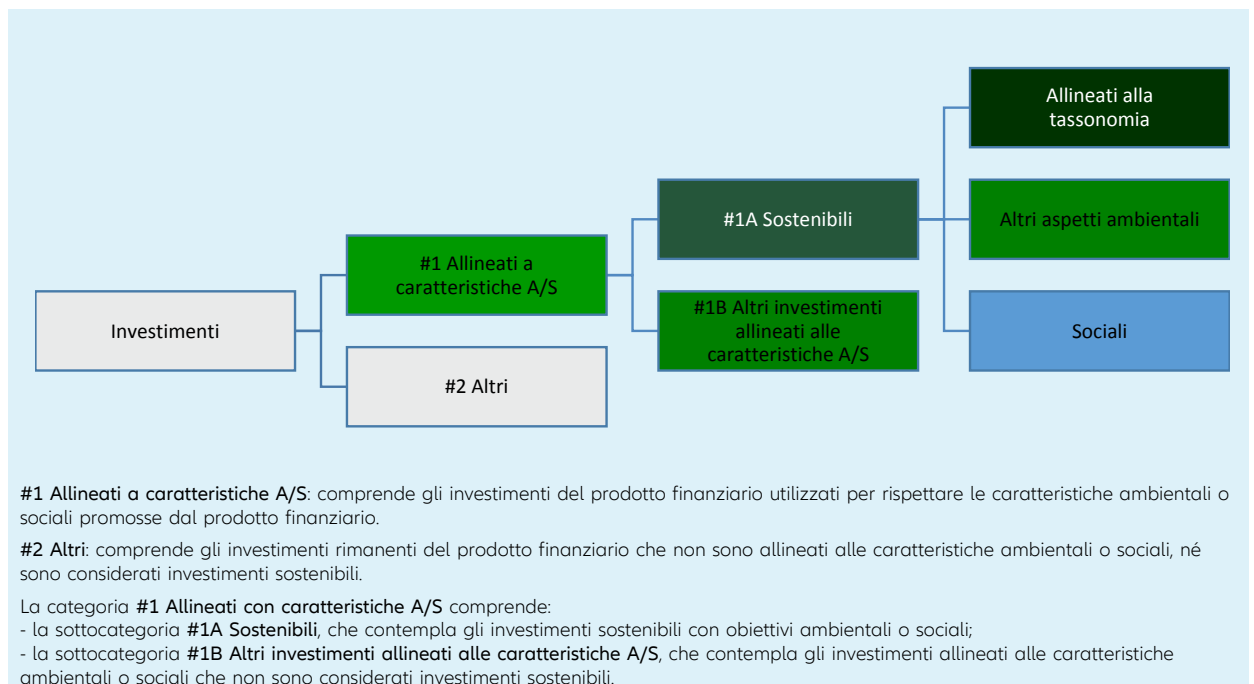 Allineati alla
tassonomia
#1A Sostenibili
Altri aspetti ambientali
#1 Allineati a
caratteristiche A/S
#1B Altri investimenti
allineati alle
caratteristiche A/S
Investimenti
Sociali
#2 Altri
#1 Allineati a caratteristiche A/S: comprende gli investimenti del prodotto finanziario utilizzati per rispettare le caratteristiche ambientali o
sociali promosse dal prodotto finanziario.
#2 Altri: comprende gli investimenti rimanenti del prodotto finanziario che non sono allineati alle caratteristiche ambientali o sociali, né
sono considerati investimenti sostenibili.
La categoria #1 Allineati con caratteristiche A/S comprende:
- la sottocategoria #1A Sostenibili, che contempla gli investimenti sostenibili con obiettivi ambientali o sociali;
- la sottocategoria #1B Altri investimenti allineati alle caratteristiche A/S, che contempla gli investimenti allineati alle caratteristiche
ambientali o sociali che non sono considerati investimenti sostenibili.